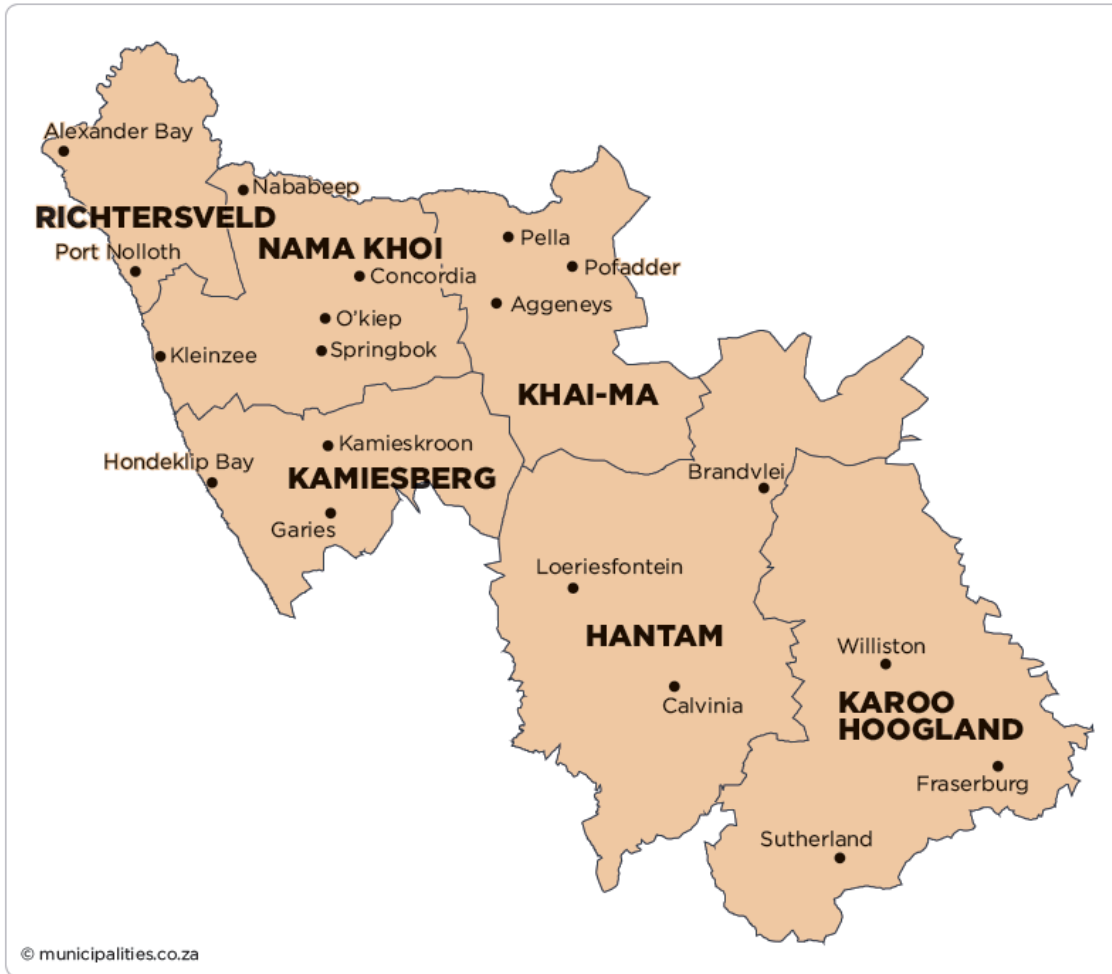 Alexander Bay
Nababeep
RICHTERSVELD
Port Nolloth
NAMA KHOI
Pella
Pofadder
Concordia
Aggeneys
O'kiep
Springbok
Kleinzee
KHAI-MA
Kamieskroon
Hondeklip Bay
KAMIESBERG
Brandvlei
Garies
Loeriesfontein
HANTAM
Williston
Calvinia
KAROO
HOOGLAND
Fraserburg
Sutherland
© municipalities.co.za